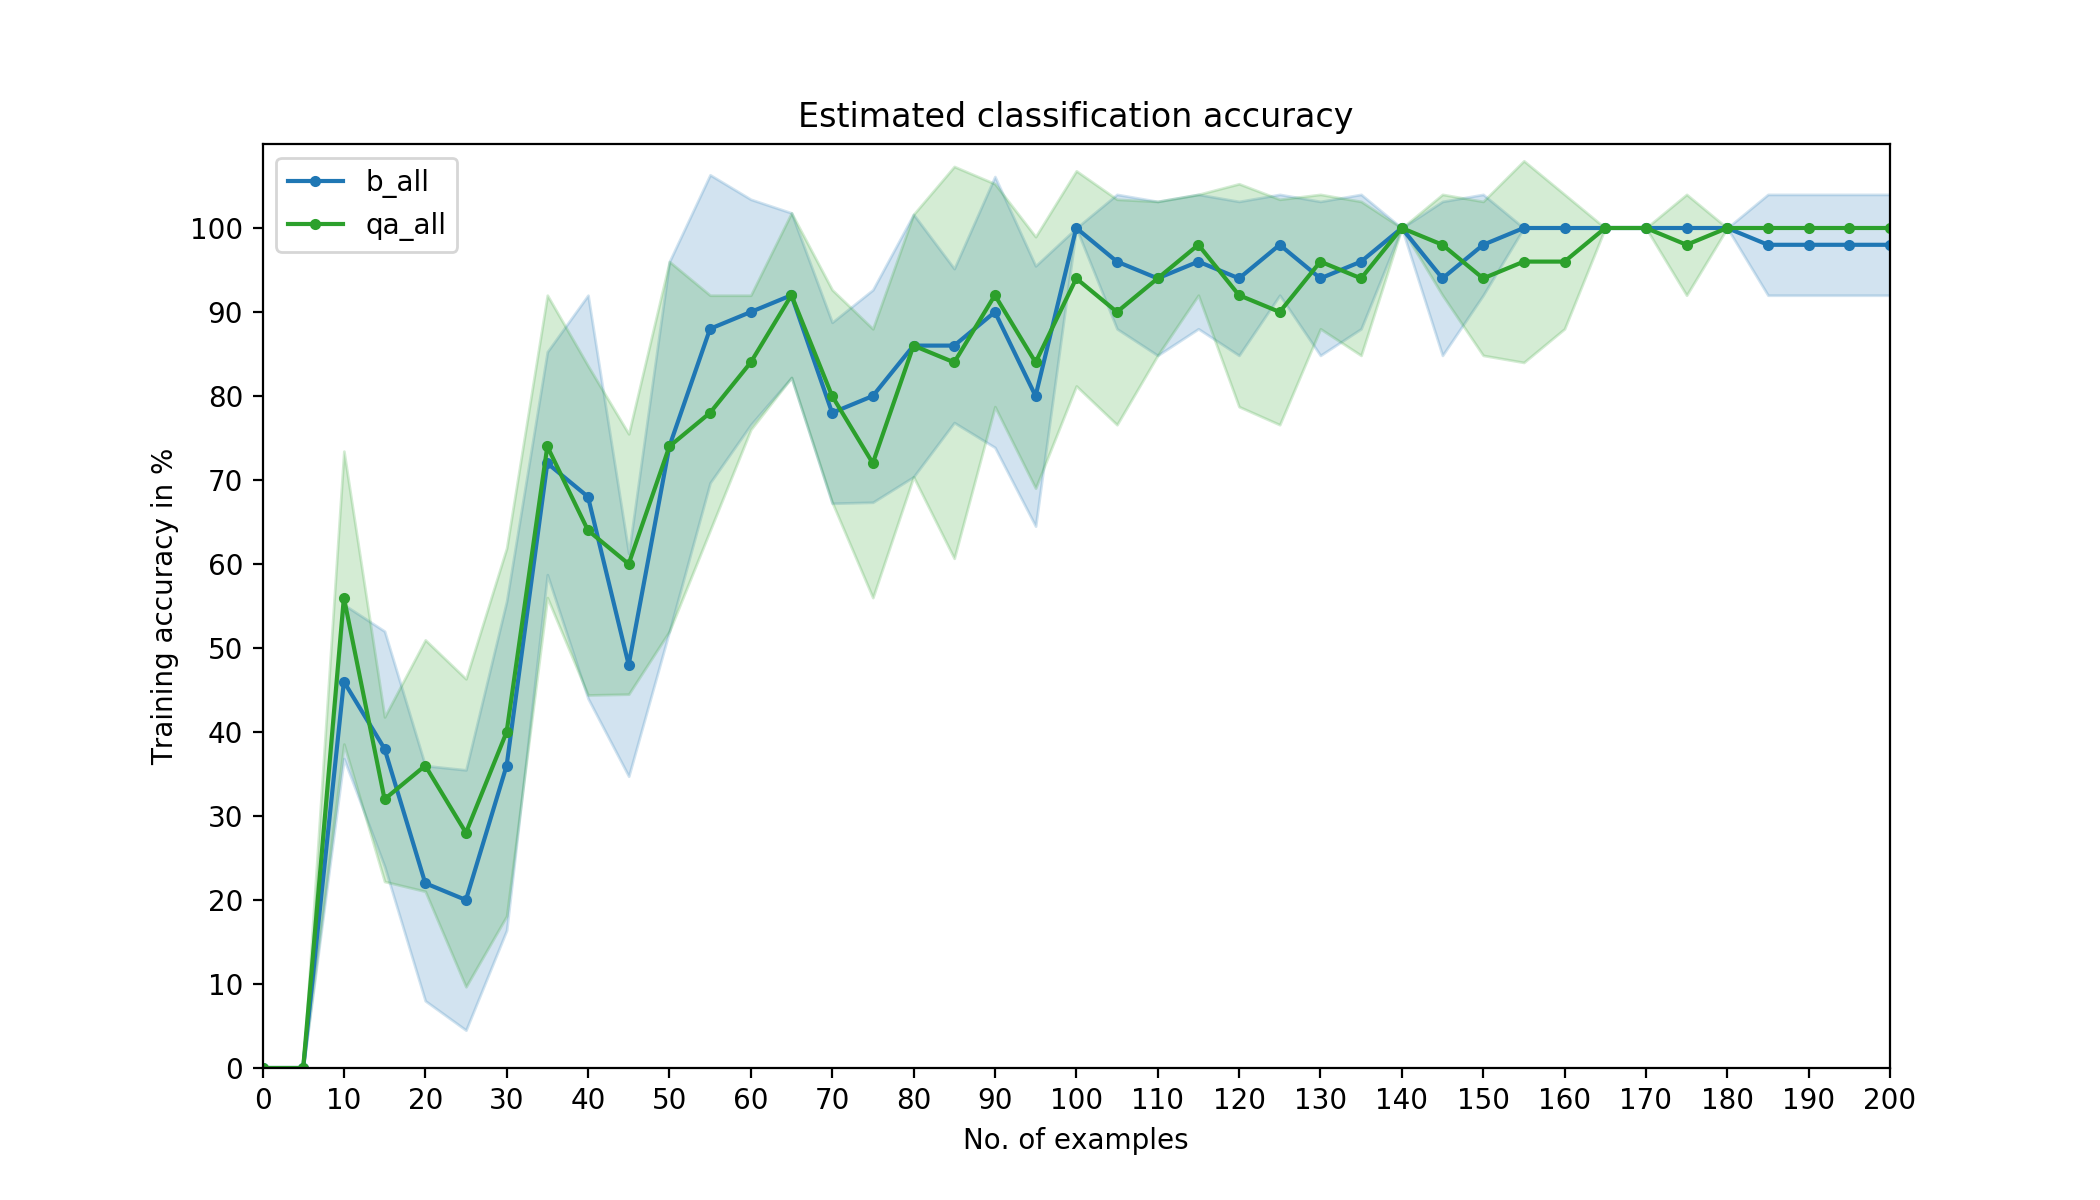 Estimated classification accuracy
b_all
qa_all
Training accuracy in %
100
90
80
70
60
50
40
30
20
10
0
0 10 20 30 40 50 60 70 80 90 100 110 120 130 140 150 160 170 180 190 200
No. of examples